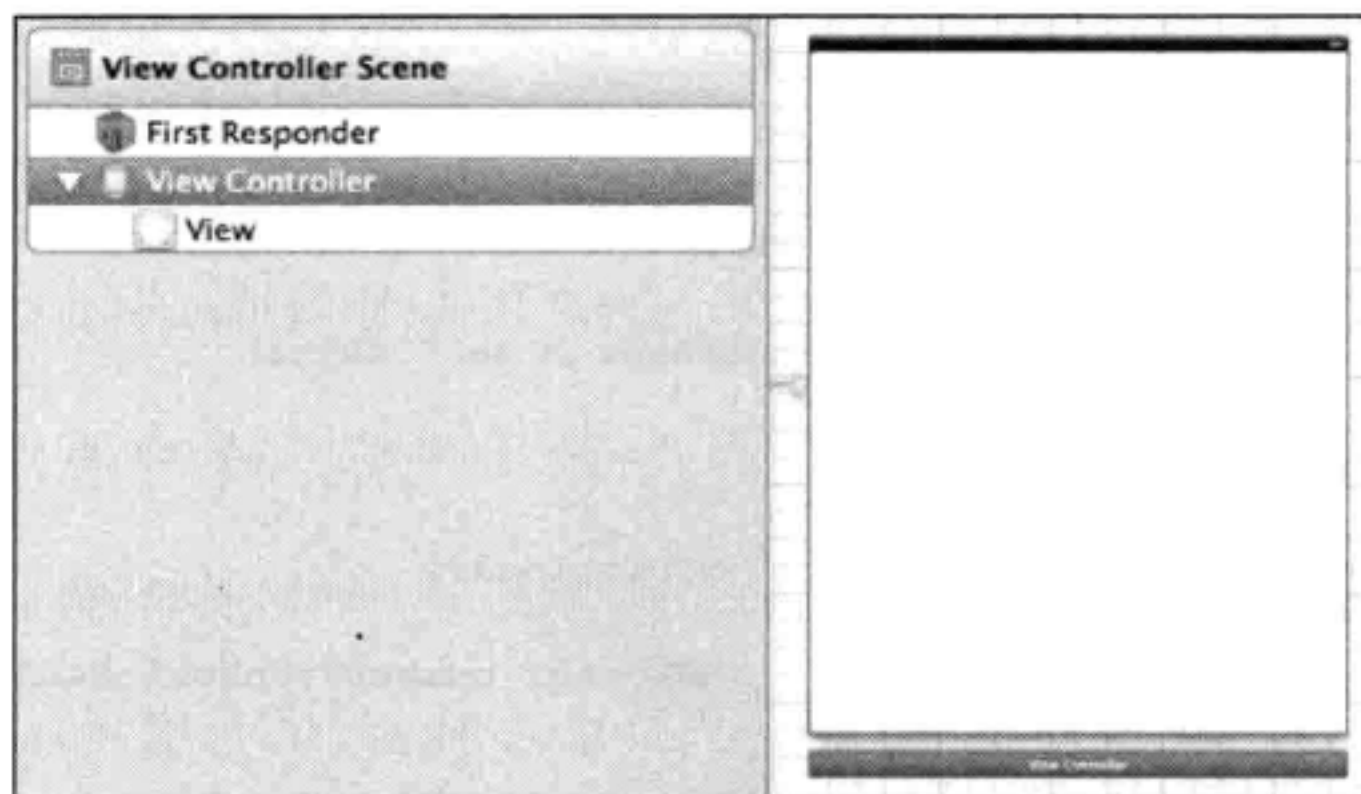 View Controller Scene
First Responder
View Controller
View
View Controller